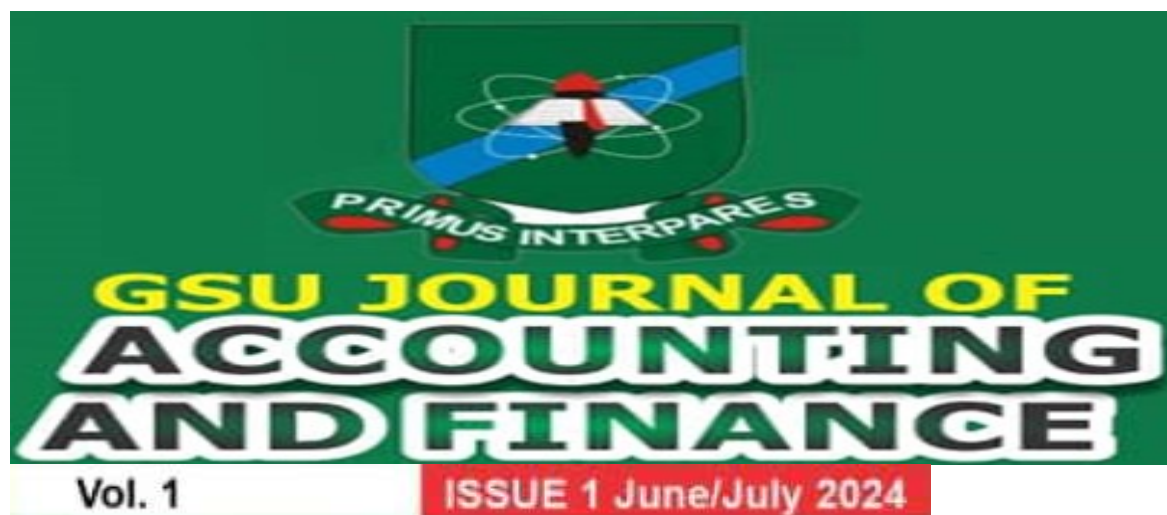 PRIMUS INTERPARES
GSU JOURNAL OF
ACCOUNTING
AND FINANCE
Vol. 1 ISSUE 1 June/July 2024